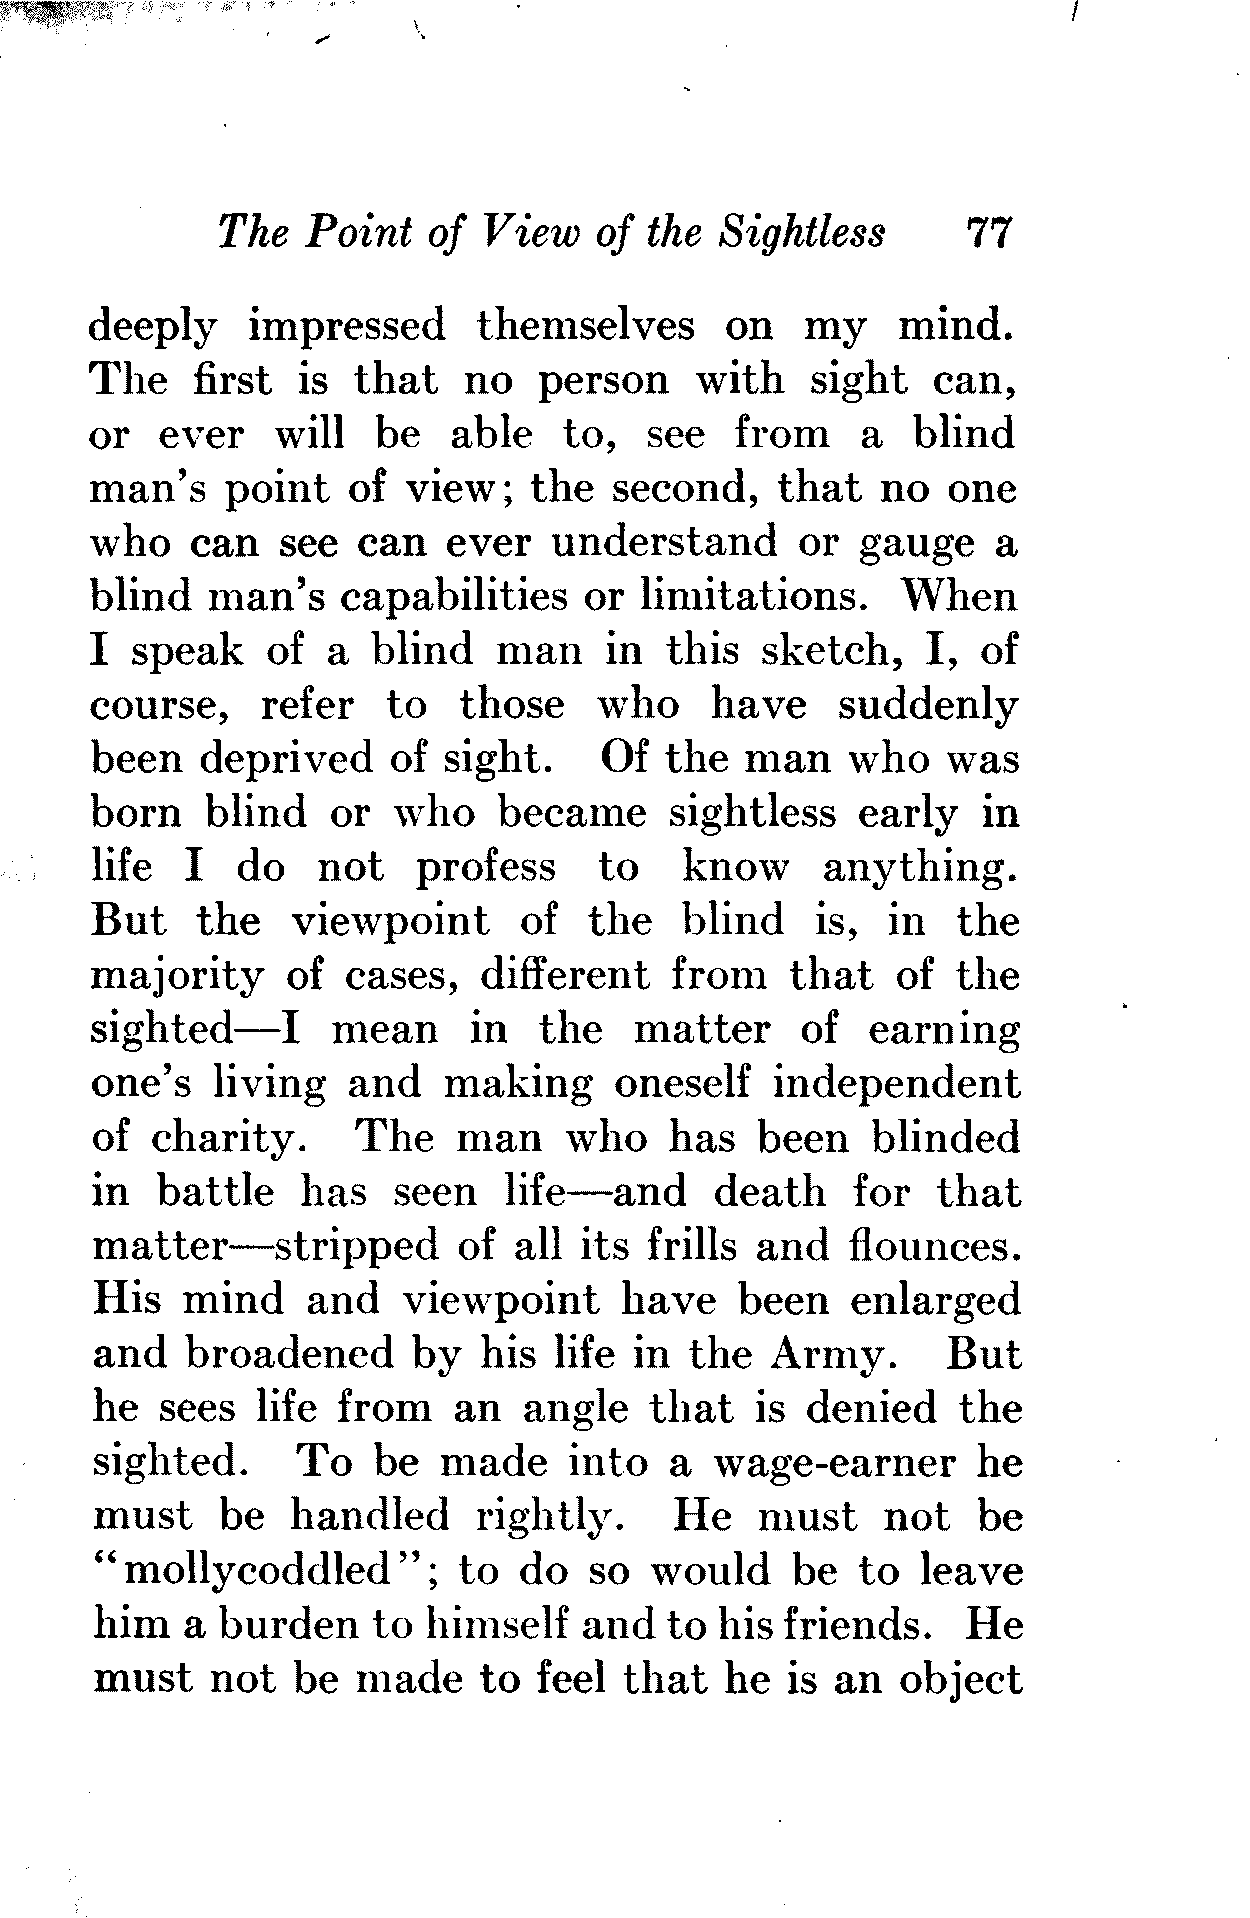 The Point of View of the Sightless 77
deeply impressed themselves on my mind.
The first is that no person with sight can,
or ever will be able to, see from a blind
man's point of view; the second, that no one
who can see can ever understand or gauge a
blind man's capabilities or limitations. When
I speak of a blind man in this sketch, I, of
course, refer to those who have suddenly
been deprived of sight. Of the man who was
born blind or who became sightless early in
life I do not profess to know anything.
But the viewpoint of the blind is, in the
majority of cases, different from that of the
sighted—I mean in the matter of earning
one's living and making oneself independent
of charity. The man who has been blinded
in battle has seen life—and death for that
matter—stripped of all its frills and flounces.
His mind and viewpoint have been enlarged
and broadened by his life in the Army. But
he sees life from an angle that is denied the
sighted. To be made into a wage-earner he
must be handled rightly. He must not be
"mollycoddled"; to do so would be to leave
him a burden to himself and to his friends. He
must not be made to feel that he is an object